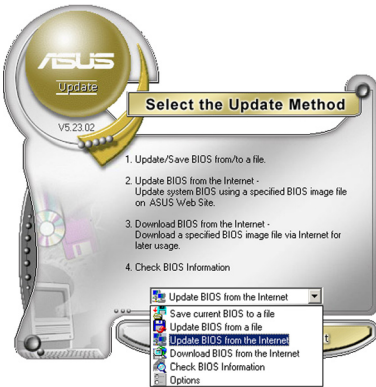 ASUS
Update
V5.23.02
Select the Update Method
1. Update/Save BIOS from/to a file.
2. Update BIOS from the Internet -
Update system BIOS using a specified BIOS image file
on ASUS Web Site.
3. Download BIOS from the Internet -
Download a specified BIOS image file via Internet for
later usage.
4. Check BIOS Information
Update BIOS from the Internet
Save current BIOS to a file
Update BIOS from a file
Update BIOS from the Internet
Download BIOS from the Internet
Check BIOS Information
Options